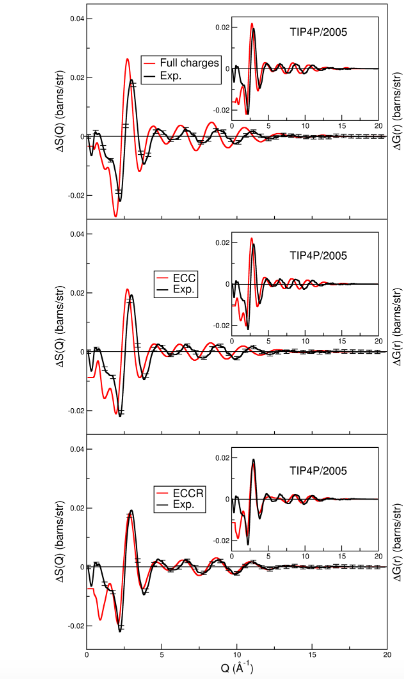 0.04
TIP4P/2005
0.02
0
-0.02
0 5 10 15 20
Full charges
Exp.
0.02
0
-0.02
ΔS(Q) (barns/str)
ΔG(r) (barns/str)
0.04
TIP4P/2005
0.02
0
-0.02
0 5 10 15 20
ECC
Exp.
0.02
0
-0.02
ΔS(Q) (barns/str)
ΔG(r) (barns/str)
0.04
TIP4P/2005
0.02
0
-0.02
0 5 10 15 20
ECCR
Exp.
0.02
0
-0.02
ΔS(Q) (barns/str)
ΔG(r) (barns/str)
0 5 10 15 20
Q (Å⁻¹)